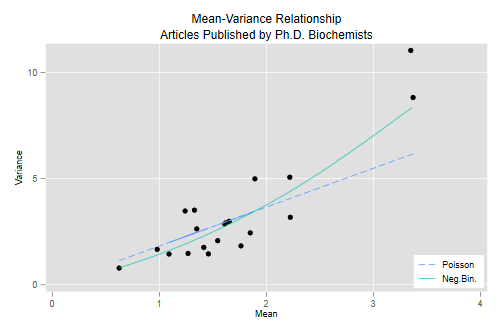 Mean-Variance Relationship
Articles Published by Ph.D. Biochemists
Variance
10
5
0
Poisson
Neg.Bin.
0 1 2 3 4
Mean